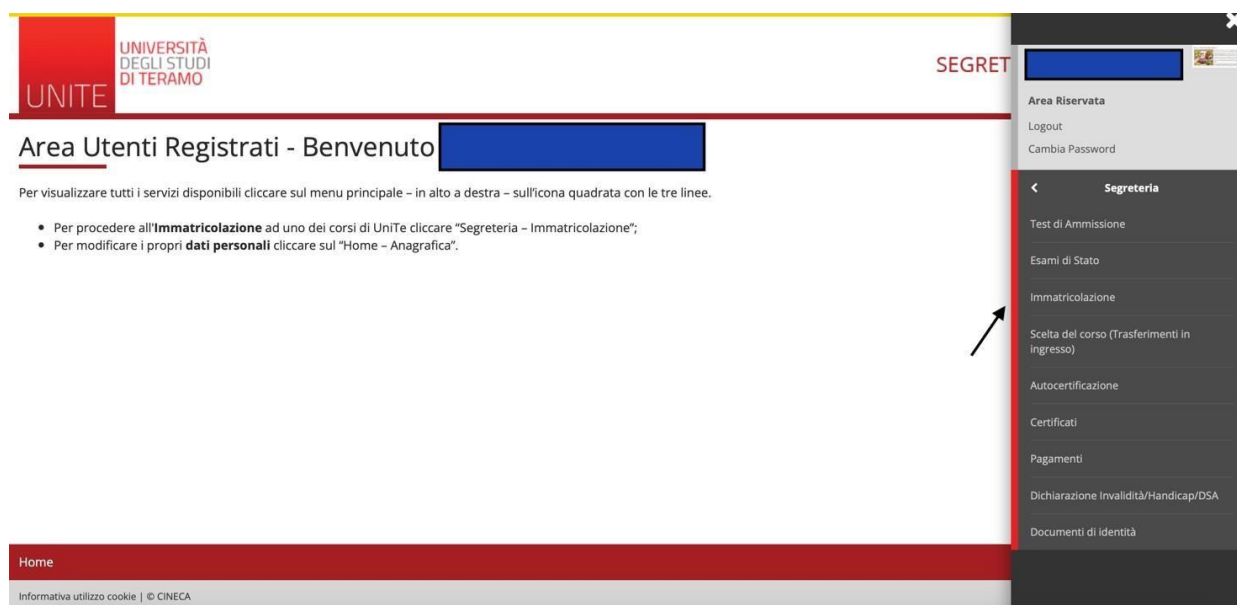 UNITE
UNIVERSITÀ
DEGLI STUDI
DI TERAMO
SEGRET
Area Utenti Registrati - Benvenuto
Per visualizzare tutti i servizi disponibili cliccare sul menu principale – in alto a destra – sull'icona quadrata con le tre linee.
• Per procedere all'Immatricolazione ad uno dei corsi di UniTe cliccare "Segreteria – Immatricolazione";
• Per modificare i propri dati personali cliccare sul "Home – Anagrafica".
Area Riservata
Logout
Cambia Password
Segreteria
Test di Ammissione
Esami di Stato
Immatricolazione
Scelta del corso (Trasferimenti in
ingresso)
Autocertificazione
Certificati
Pagamenti
Dichiarazione Invalidità/Handicap/DSA
Documenti di identità
Home
Informativa utilizzo cookie | © CINECA